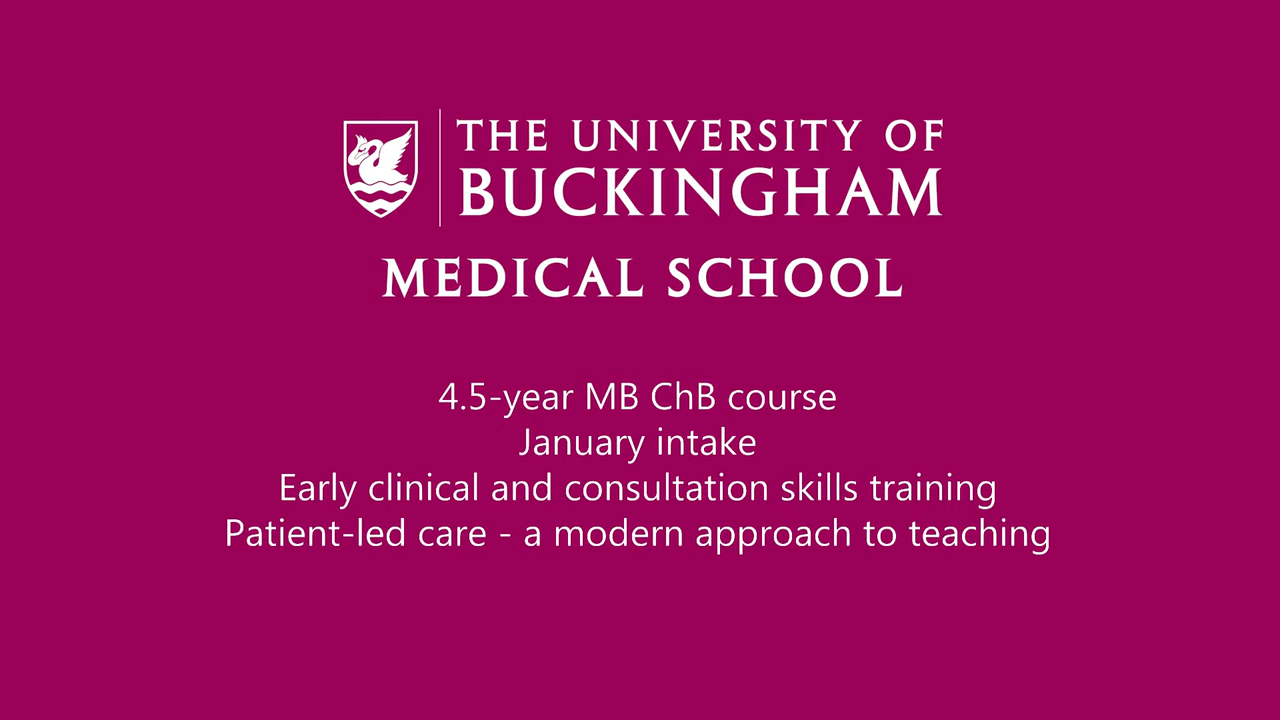 THE UNIVERSITY OF
BUCKINGHAM
MEDICAL SCHOOL
4.5-year MB ChB course
January intake
Early clinical and consultation skills training
Patient-led care - a modern approach to teaching